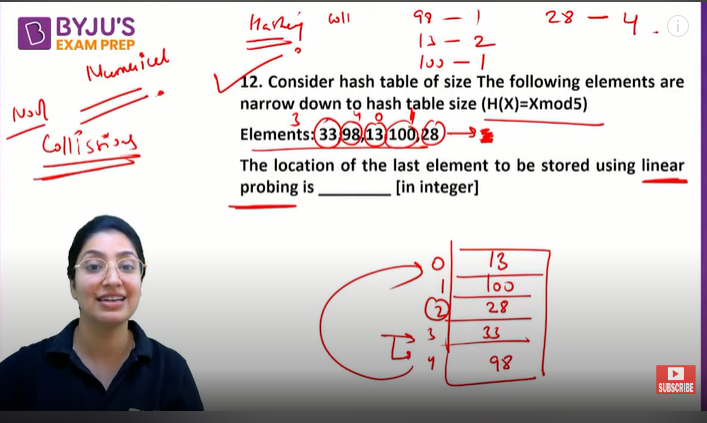 BYJU'S
EXAM PREP
Hashing Coll
98 - 1
13 - 2
100 - 1
28 - 4
Numerical
Collisions
12. Consider hash table of size The following elements are
narrow down to hash table size (H(X)=Xmod5)
3 4 0 1
Elements: 33,98,13,100,28
The location of the last element to be stored using linear
probing is ________ [in integer]
0 13
1 100
2 28
3 33
4 98
SUBSCRIBE